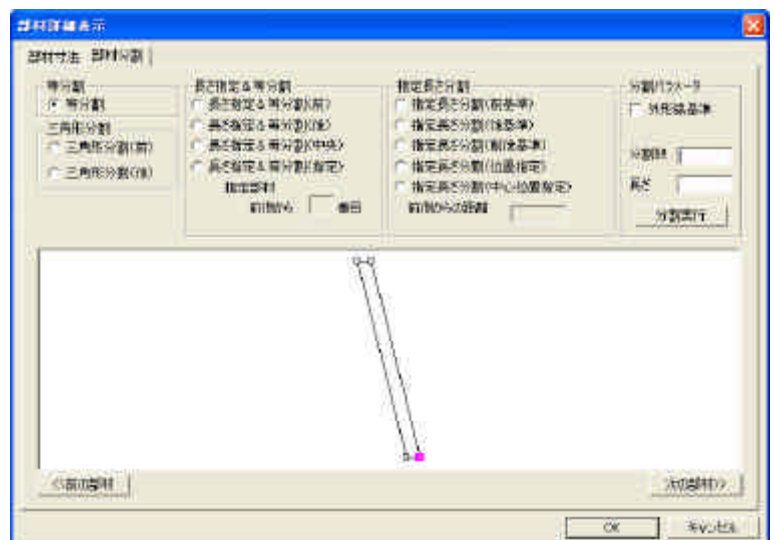 部材詳細表示
部材寸法 部材分割
等分割
等分割
三角形分割
三角形分割(前)
三角形分割(後)
長さ指定&等分割
長さ指定&等分割(前)
長さ指定&等分割(後)
長さ指定&等分割(中央)
長さ指定&等分割(指定)
指定部材
前側から 番目
指定長さ分割
指定長さ分割(前基準)
指定長さ分割(後基準)
指定長さ分割(前後基準)
指定長さ分割(位置指定)
指定長さ分割(中心位置指定)
前側からの距離
分割パラメータ
外形線基準
分割数
長さ
分割実行
<<前の部材
次の部材>>
OK キャンセル